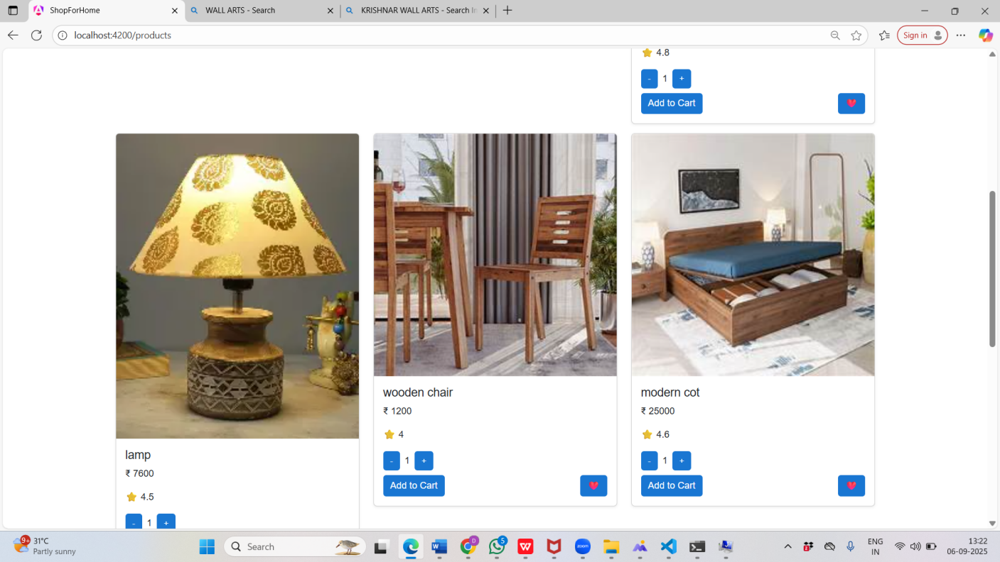 ShopForHome
WALL ARTS - Search
KRISHNAR WALL ARTS - Search
localhost:4200/products
Sign in
4.8
- 1 +
Add to Cart
lamp
₹ 7600
4.5
- 1 +
wooden chair
₹ 1200
4
- 1 +
Add to Cart
modern cot
₹ 25000
4.6
- 1 +
Add to Cart
9+
31°C
Partly sunny
Search
W
D
5
W
zoom
2
ENG
IN
13:22
06-09-2025